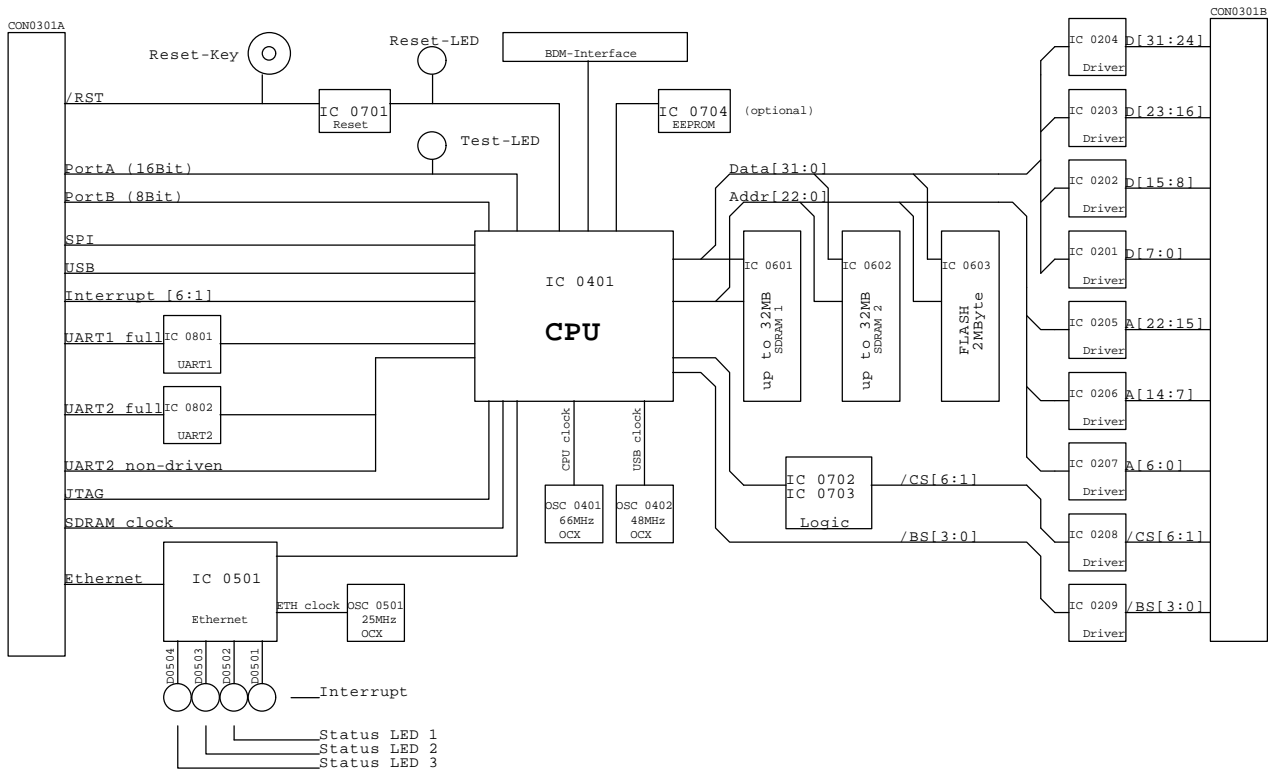 CON0301A
CON0301B
Reset-Key
Reset-LED
BDM-Interface
IC 0204
Driver
D[31:24]
/RST
IC 0701
Reset
IC 0704
EEPROM
(optional)
IC 0203
Driver
D[23:16]
Test-LED
PortA (16Bit)
PortB (8Bit)
Data[31:0]
Addr[22:0]
IC 0202
Driver
D[15:8]
SPI
USB
Interrupt [6:1]
IC 0401
CPU
IC 0601
up to 32MB
SDRAM 1
IC 0602
up to 32MB
SDRAM 2
IC 0603
FLASH
2MByte
IC 0201
Driver
D[7:0]
UART1 full
IC 0801
UART1
IC 0205
Driver
A[22:15]
UART2 full
IC 0802
UART2
IC 0206
Driver
A[14:7]
UART2 non-driven
CPU clock
USB clock
IC 0207
Driver
A[6:0]
JTAG
SDRAM clock
OSC 0401
66MHz
OCX
OSC 0402
48MHz
OCX
IC 0702
IC 0703
Logic
/CS[6:1]
/BS[3:0]
IC 0208
Driver
/CS[6:1]
Ethernet
IC 0501
Ethernet
ETH clock
OSC 0501
25MHz
OCX
IC 0209
Driver
/BS[3:0]
D0504
D0503
D0502
D0501
Interrupt
Status LED 1
Status LED 2
Status LED 3